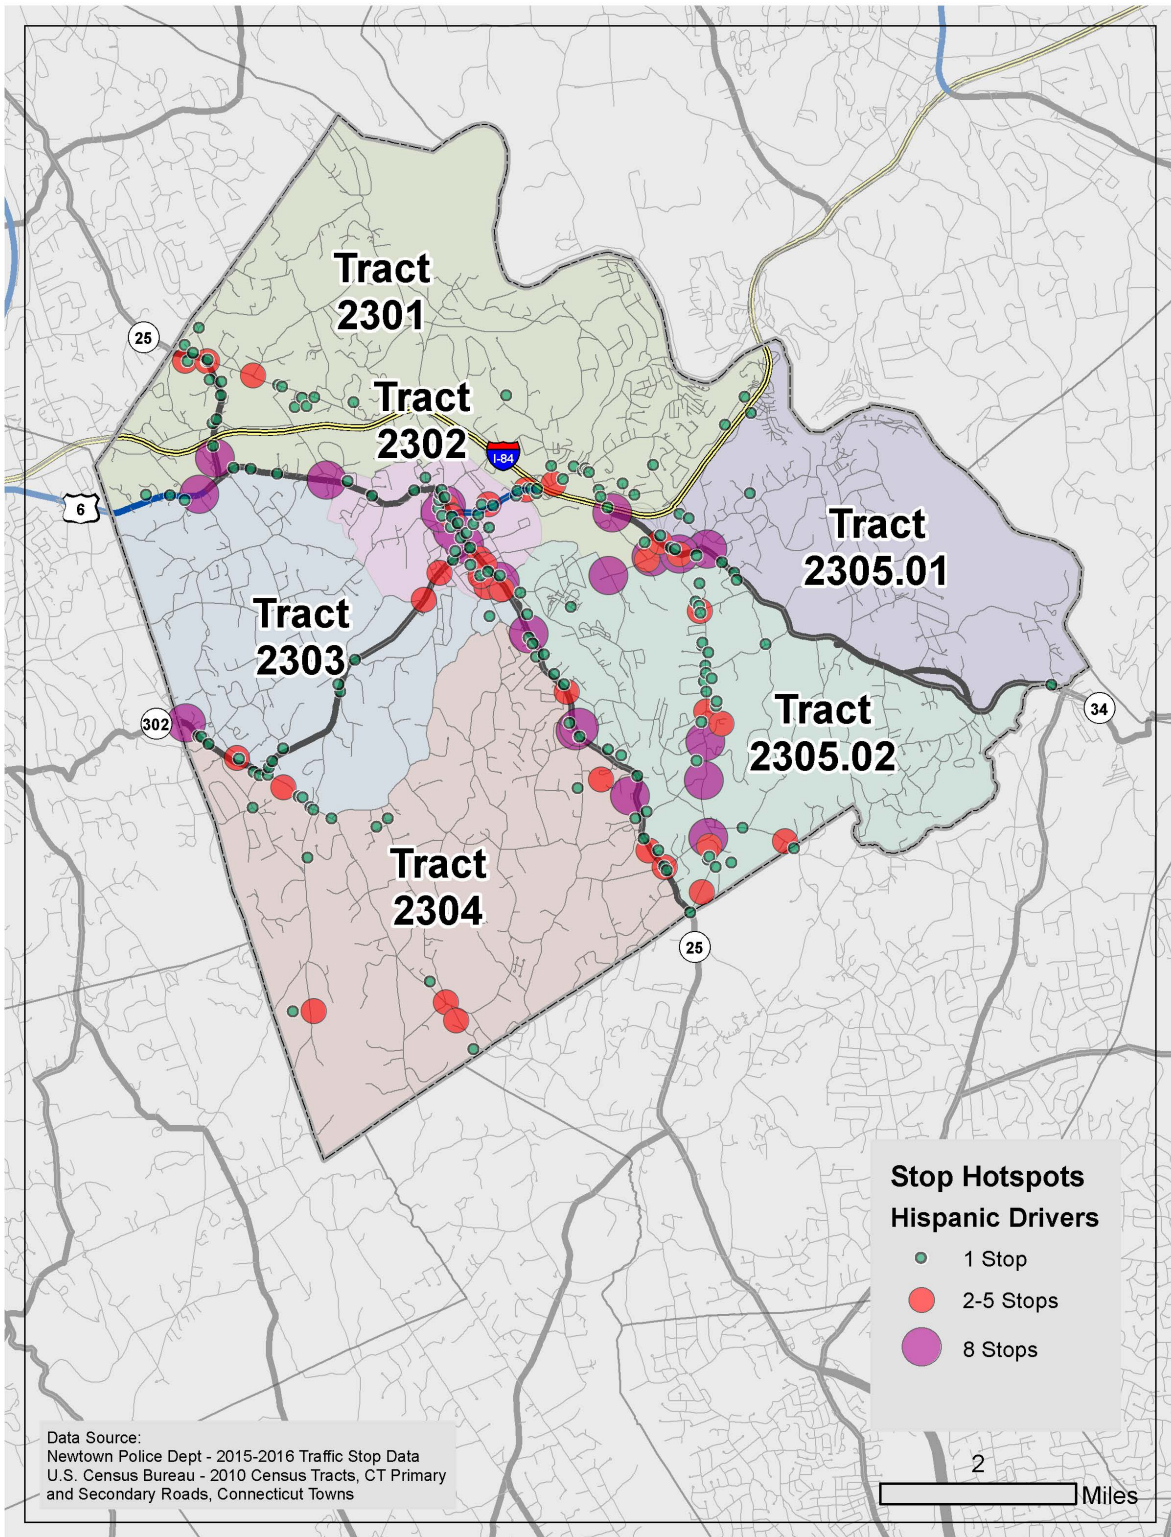 Tract
2301
25
Tract
2302
I-84
6
Tract
2305.01
Tract
2303
302
34
Tract
2305.02
Tract
2304
25
Stop Hotspots
Hispanic Drivers
1 Stop
2-5 Stops
8 Stops
Data Source:
Newtown Police Dept - 2015-2016 Traffic Stop Data
U.S. Census Bureau - 2010 Census Tracts, CT Primary
and Secondary Roads, Connecticut Towns
2
Miles